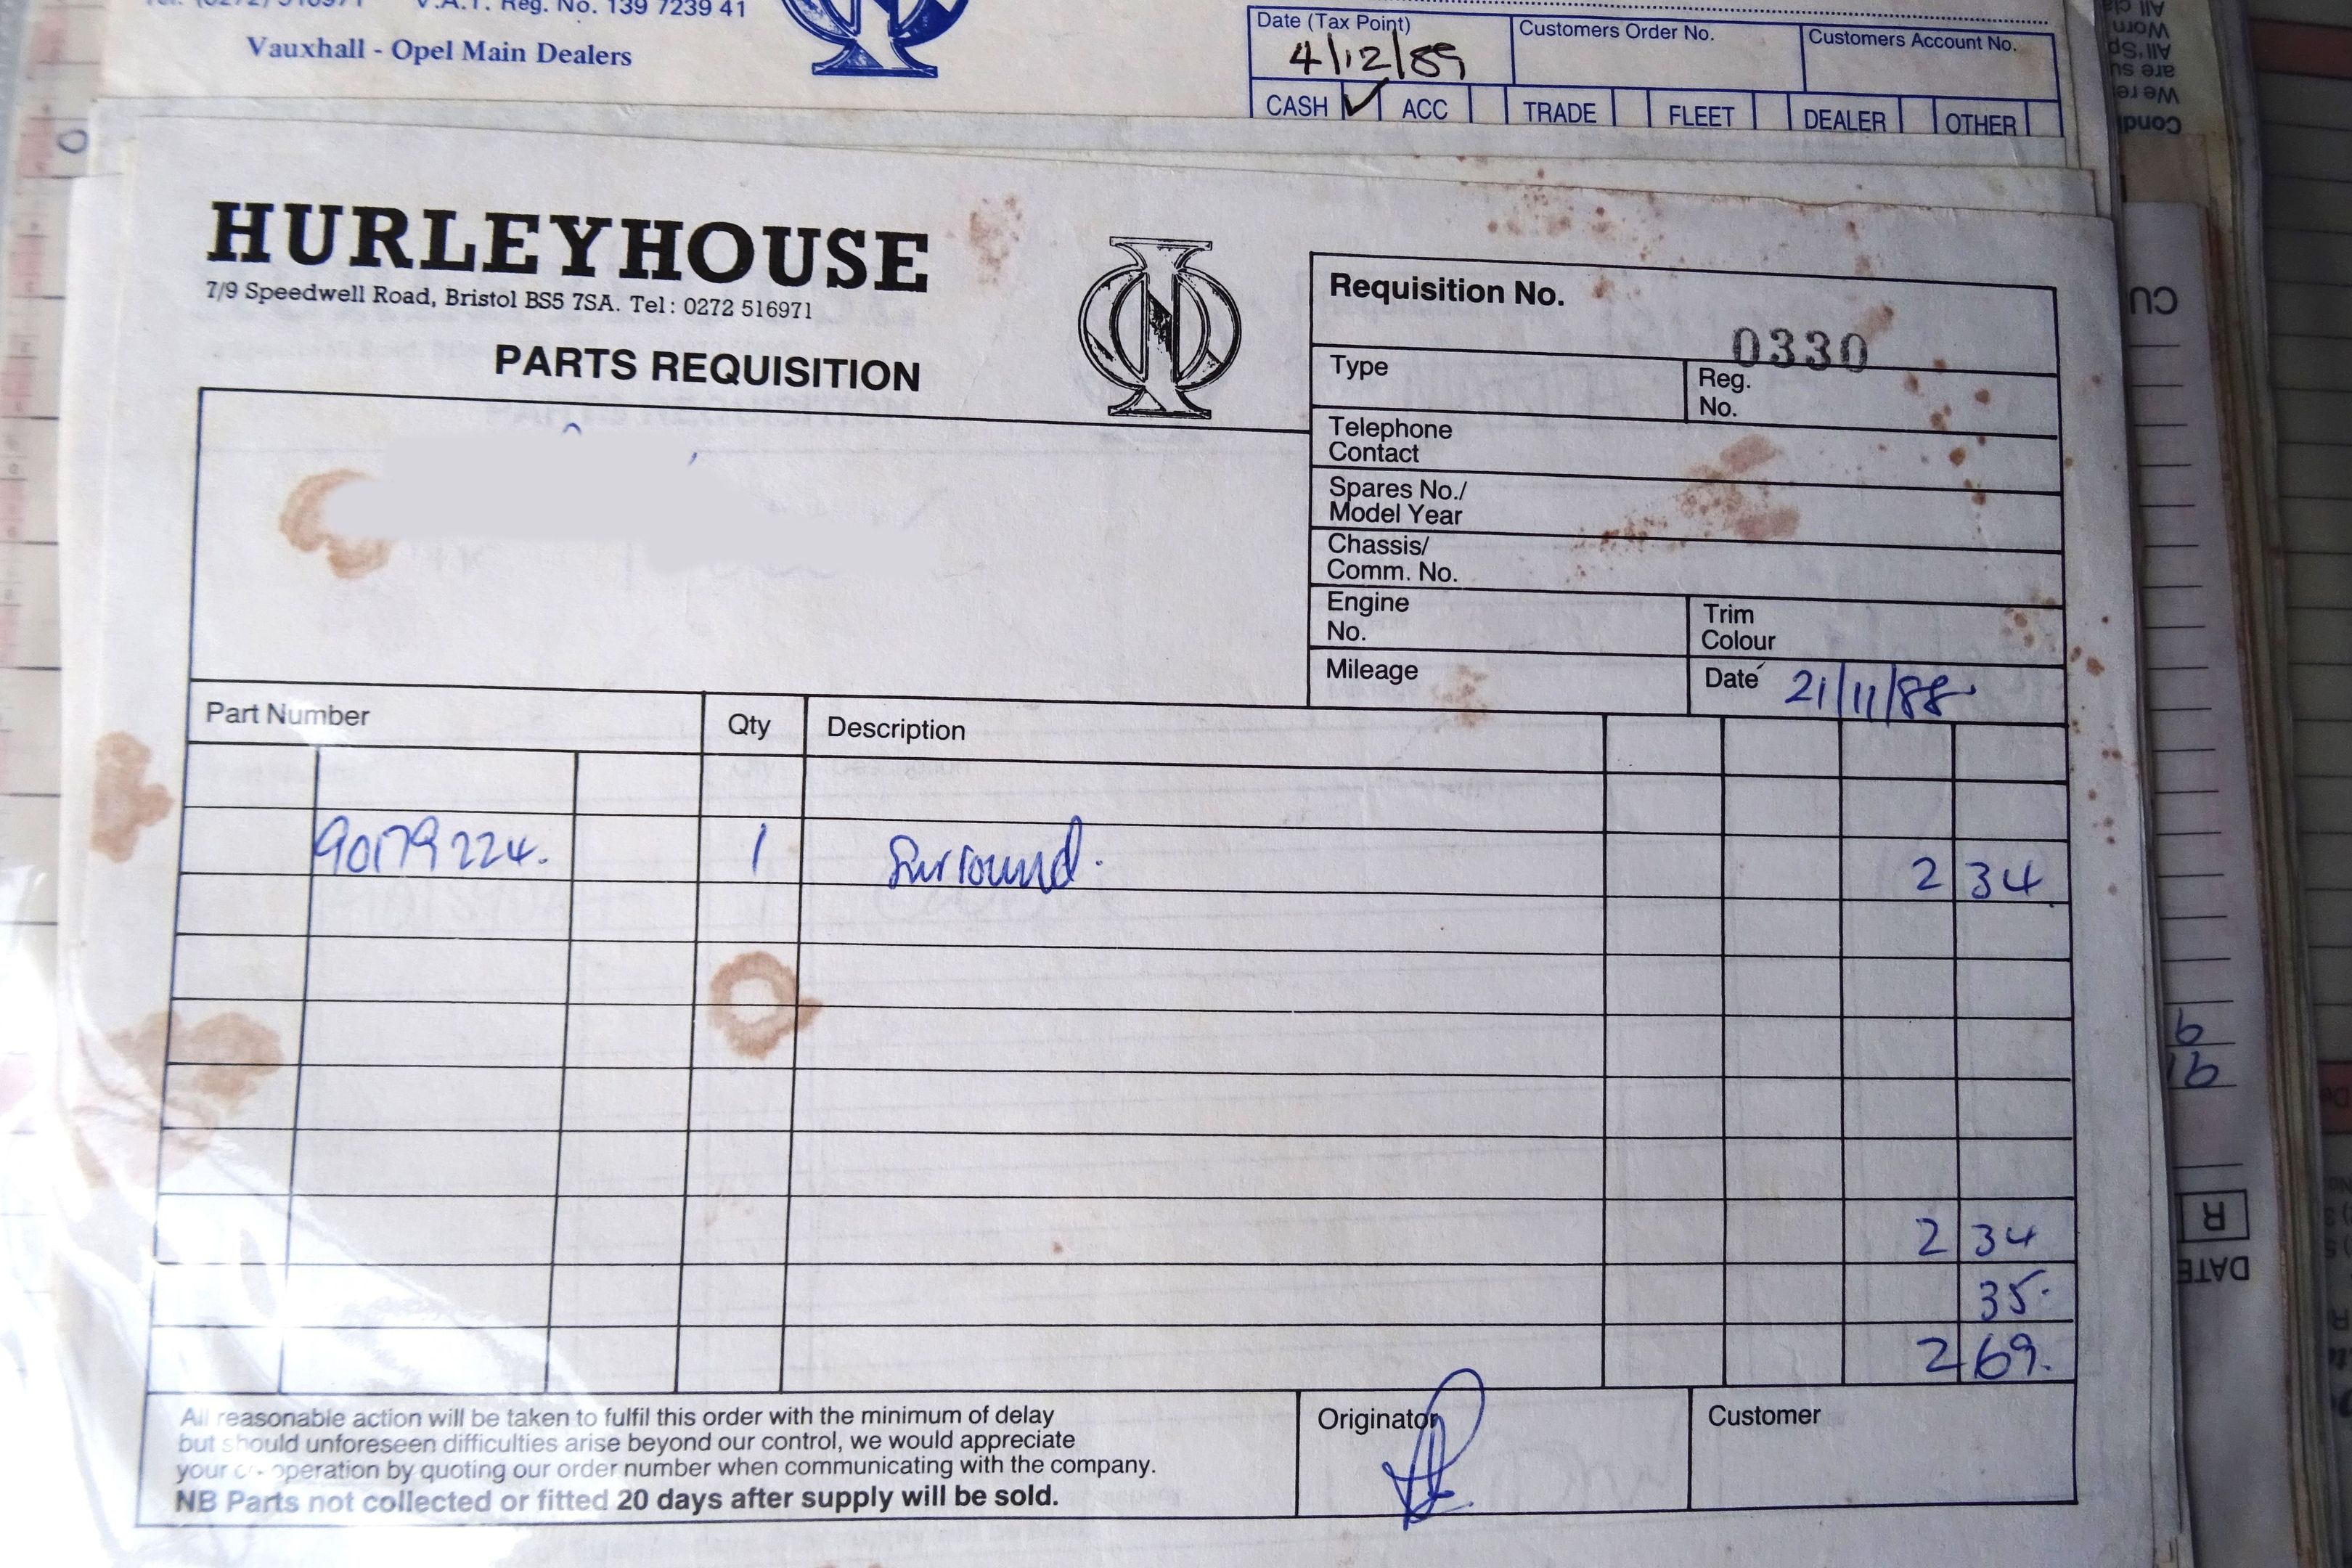 V.A.T. Reg. No. 139 7239 41
Vauxhall - Opel Main Dealers
Date (Tax Point)
4/12/89
Customers Order No.
Customers Account No.
CASH ✓ ACC TRADE FLEET DEALER OTHER
HURLEYHOUSE
7/9 Speedwell Road, Bristol BS5 7SA. Tel: 0272 516971
PARTS REQUISITION
Requisition No.
0330
Type
Reg.
No.
Telephone
Contact
Spares No./
Model Year
Chassis/
Comm. No.
Engine
No.
Trim
Colour
Mileage
Date 21/11/88
Part Number Qty Description
90179224. 1 Surround. 2 34
2 34
35.
2 69.
All reasonable action will be taken to fulfil this order with the minimum of delay
but should unforeseen difficulties arise beyond our control, we would appreciate
your co-operation by quoting our order number when communicating with the company.
NB Parts not collected or fitted 20 days after supply will be sold.
Originator
Customer
CU
b
1b
R
DATE